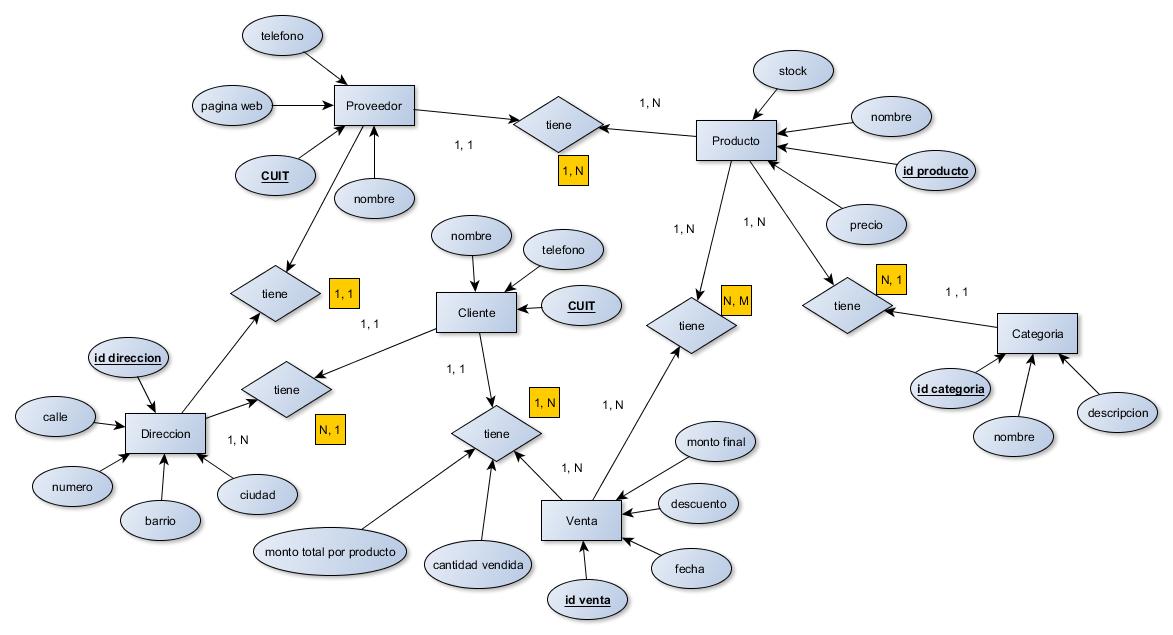 telefono
stock
pagina web
Proveedor
1, N
nombre
tiene
Producto
1, 1
id producto
1, N
CUIT
nombre
precio
nombre
telefono
1, N
1, N
tiene
1, 1
CUIT
N, M
N, 1
1, 1
Cliente
tiene
tiene
1, 1
Categoria
id direccion
tiene
1, 1
id categoria
descripcion
nombre
1, N
1, N
calle
N, 1
Direccion
1, N
tiene
monto final
1, N
numero
ciudad
descuento
barrio
Venta
monto total por producto
cantidad vendida
fecha
id venta